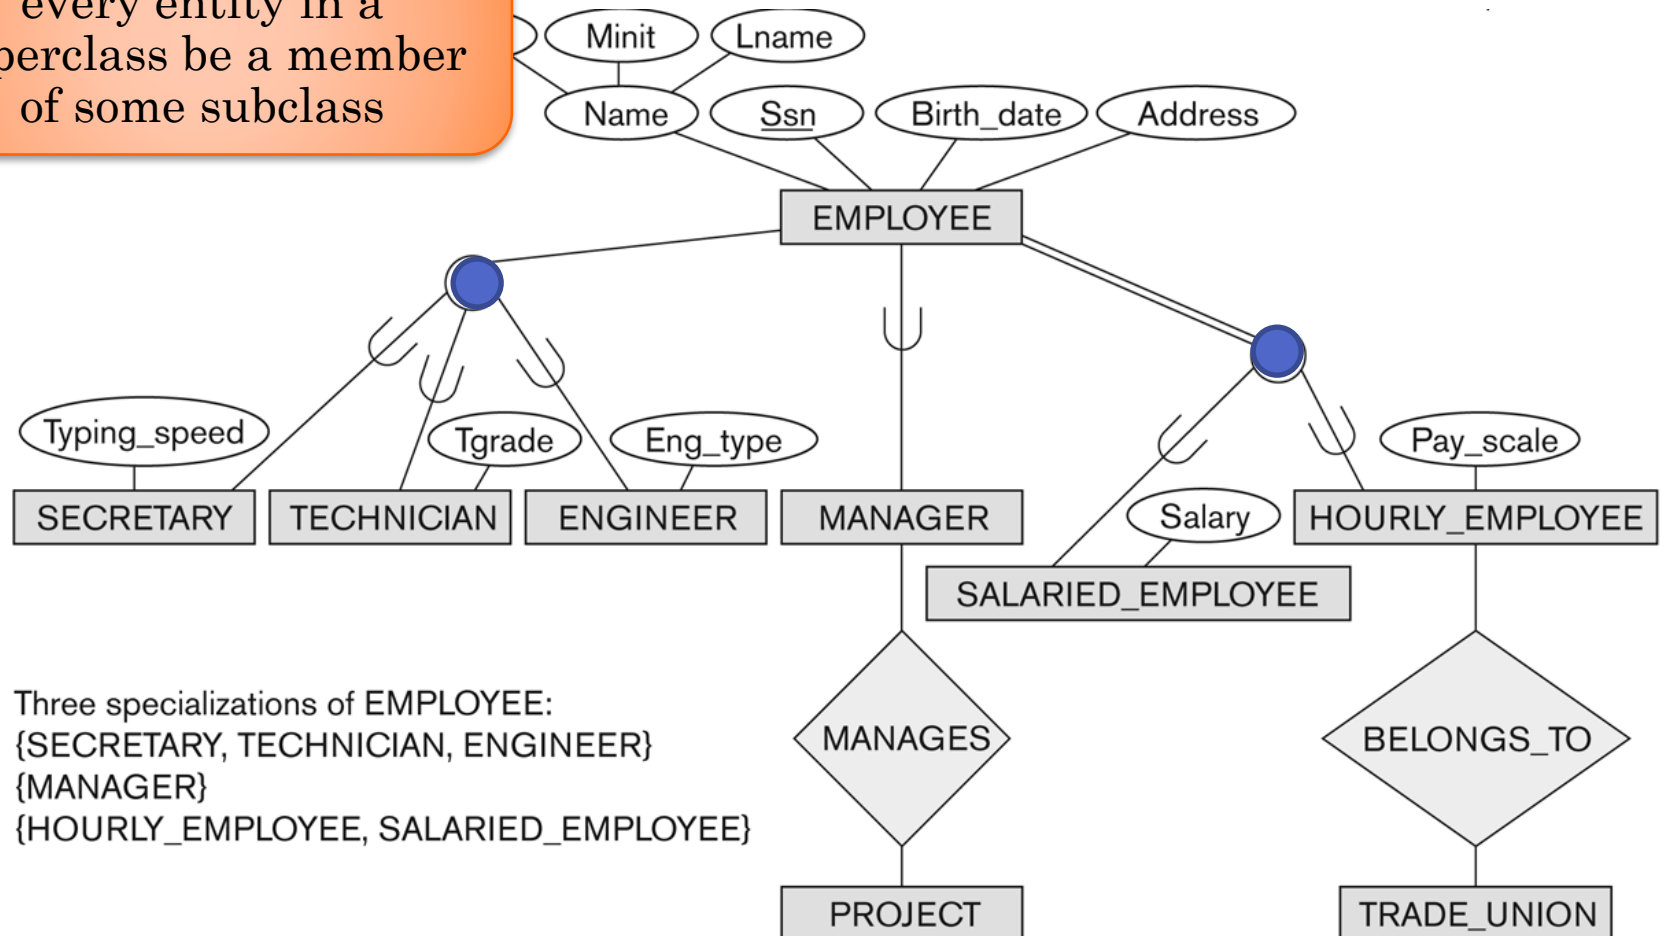 every entity in a
perclass be a member
of some subclass
Minit
Lname
Name
Ssn
Birth_date
Address
EMPLOYEE
Typing_speed
Tgrade
Eng_type
Pay_scale
SECRETARY
TECHNICIAN
ENGINEER
MANAGER
Salary
HOURLY_EMPLOYEE
SALARIED_EMPLOYEE
Three specializations of EMPLOYEE:
{SECRETARY, TECHNICIAN, ENGINEER}
{MANAGER}
{HOURLY_EMPLOYEE, SALARIED_EMPLOYEE}
MANAGES
BELONGS_TO
PROJECT
TRADE_UNION